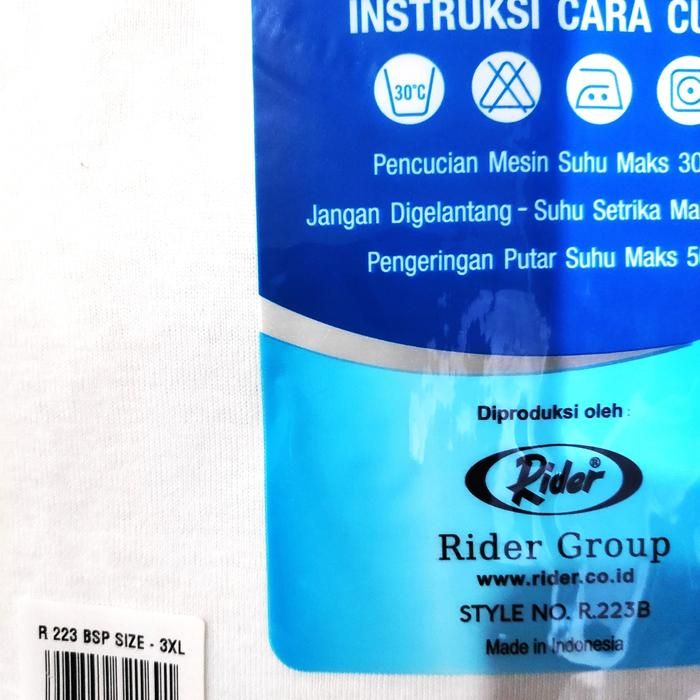 INSTRUKSI CARA
30°C
Pencucian Mesin Suhu Maks
Jangan Digelantang - Suhu Setrika
Pengeringan Putar Suhu Maks
Diproduksi oleh :
Rider®
Rider Group
www.rider.co.id
STYLE NO. R.223B
Made in Indonesia
R 223 BSP SIZE - 3XL